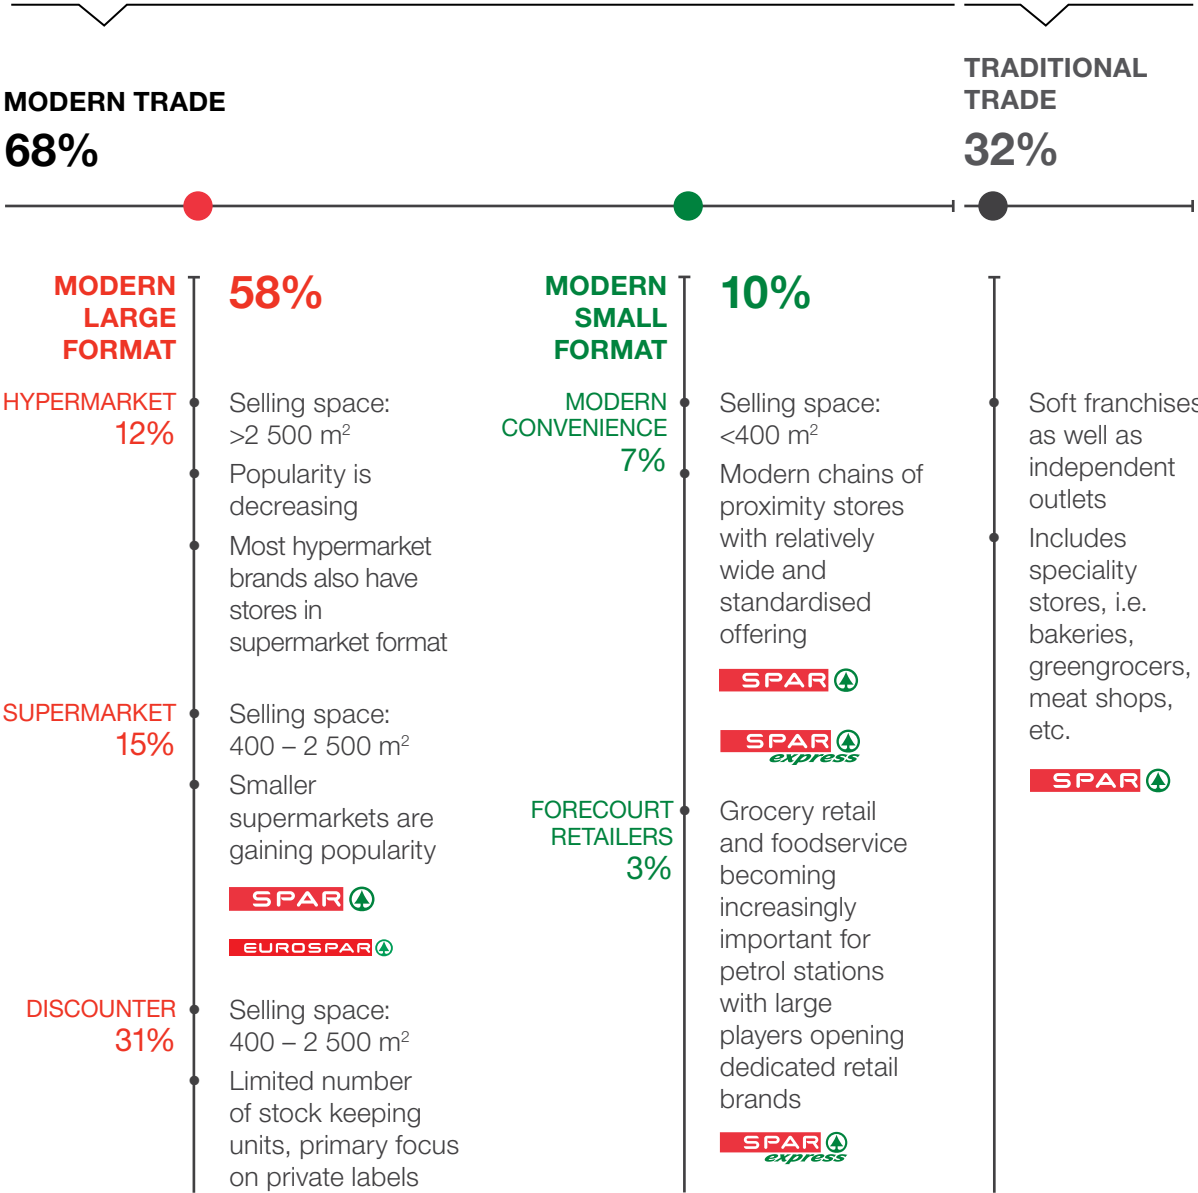 MODERN TRADE
68%
TRADITIONAL
TRADE
32%
MODERN
LARGE
FORMAT
58%
HYPERMARKET
12%
Selling space:
>2 500 m²
Popularity is
decreasing
Most hypermarket
brands also have
stores in
supermarket format
SUPERMARKET
15%
Selling space:
400 – 2 500 m²
Smaller
supermarkets are
gaining popularity
SPAR
EUROSPAR
DISCOUNTER
31%
Selling space:
400 – 2 500 m²
Limited number
of stock keeping
units, primary focus
on private labels
MODERN
SMALL
FORMAT
10%
MODERN
CONVENIENCE
7%
Selling space:
<400 m²
Modern chains of
proximity stores
with relatively
wide and
standardised
offering
SPAR
SPAR
express
FORECOURT
RETAILERS
3%
Grocery retail
and foodservice
becoming
increasingly
important for
petrol stations
with large
players opening
dedicated retail
brands
SPAR
express
Soft franchises
as well as
independent
outlets
Includes
speciality
stores, i.e.
bakeries,
greengrocers,
meat shops,
etc.
SPAR